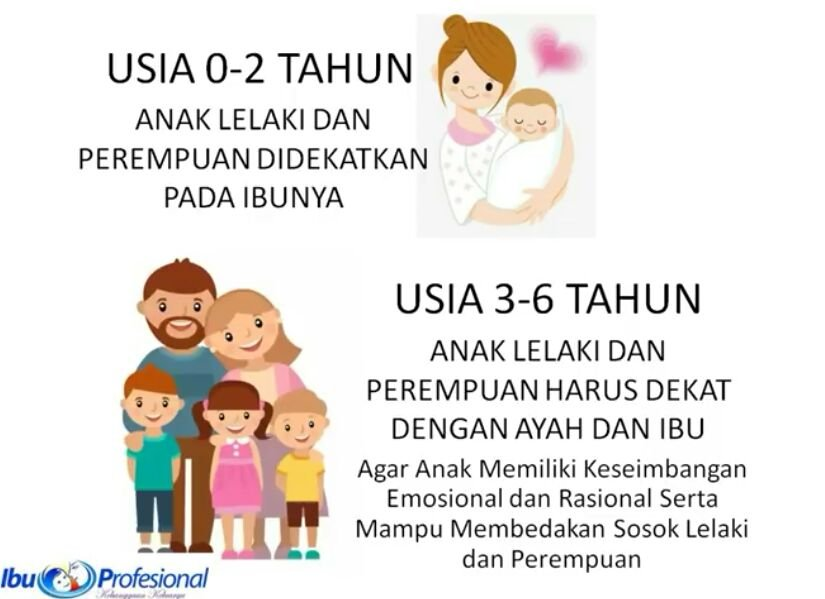 USIA 0-2 TAHUN
ANAK LELAKI DAN
PEREMPUAN DIDEKATKAN
PADA IBUNYA
USIA 3-6 TAHUN
ANAK LELAKI DAN
PEREMPUAN HARUS DEKAT
DENGAN AYAH DAN IBU
Agar Anak Memiliki Keseimbangan
Emosional dan Rasional Serta
Mampu Membedakan Sosok Lelaki
dan Perempuan
Ibu Profesional
Kebanggaan Keluarga